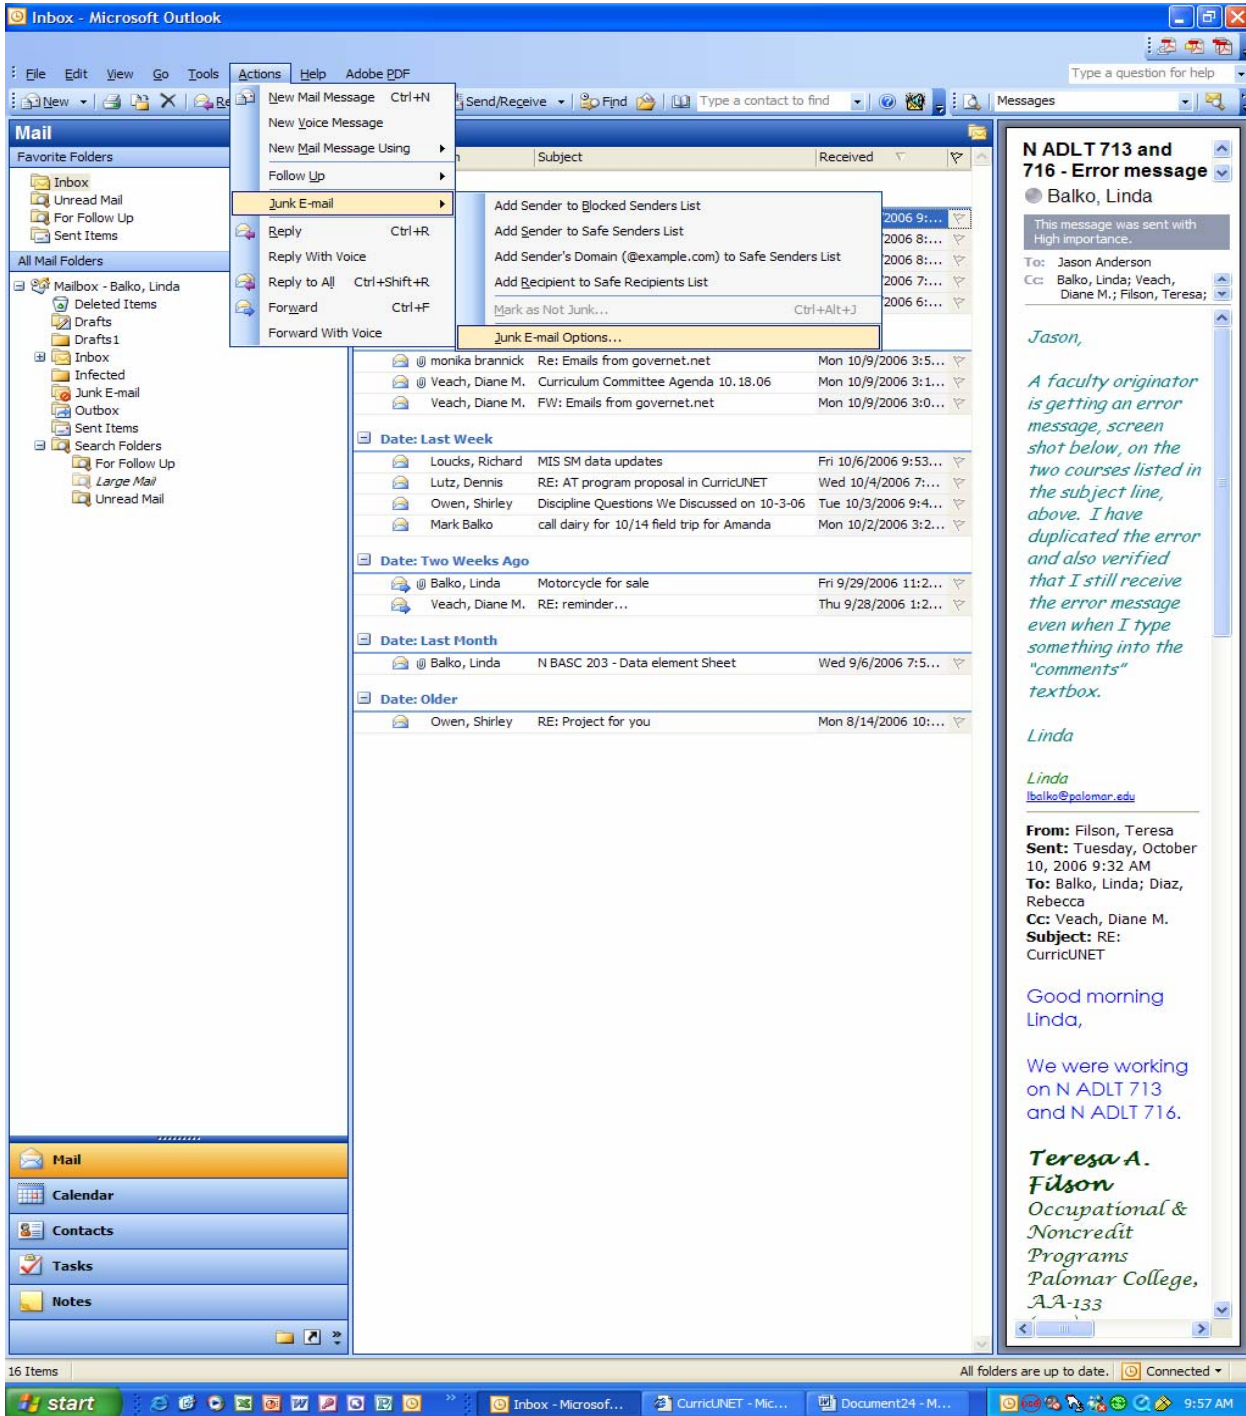 Inbox - Microsoft Outlook
File Edit View Go Tools Actions Help Adobe PDF
Type a question for help
New
Send/Receive Find Type a contact to find
Messages
Mail
Favorite Folders
Inbox
Unread Mail
For Follow Up
Sent Items
All Mail Folders
Mailbox - Balko, Linda
Deleted Items
Drafts
Drafts1
Inbox
Infected
Junk E-mail
Outbox
Sent Items
Search Folders
For Follow Up
Large Mail
Unread Mail
Mail
Calendar
Contacts
Tasks
Notes
New Mail Message Ctrl+N
New Voice Message
New Mail Message Using
Follow Up
Junk E-mail
Reply Ctrl+R
Reply With Voice
Reply to All Ctrl+Shift+R
Forward Ctrl+F
Forward With Voice
Add Sender to Blocked Senders List
Add Sender to Safe Senders List
Add Sender's Domain (@example.com) to Safe Senders List
Add Recipient to Safe Recipients List
Mark as Not Junk... Ctrl+Alt+J
Junk E-mail Options...
Subject Received
/2006 9:...
/2006 8:...
/2006 8:...
/2006 7:...
/2006 6:...
monika brannick Re: Emails from governet.net Mon 10/9/2006 3:5...
Veach, Diane M. Curriculum Committee Agenda 10.18.06 Mon 10/9/2006 3:1...
Veach, Diane M. FW: Emails from governet.net Mon 10/9/2006 3:0...
Date: Last Week
Loucks, Richard MIS SM data updates Fri 10/6/2006 9:53...
Lutz, Dennis RE: AT program proposal in CurricUNET Wed 10/4/2006 7:...
Owen, Shirley Discipline Questions We Discussed on 10-3-06 Tue 10/3/2006 9:4...
Mark Balko call dairy for 10/14 field trip for Amanda Mon 10/2/2006 3:2...
Date: Two Weeks Ago
Balko, Linda Motorcycle for sale Fri 9/29/2006 11:2...
Veach, Diane M. RE: reminder... Thu 9/28/2006 1:2...
Date: Last Month
Balko, Linda N BASC 203 - Data element Sheet Wed 9/6/2006 7:5...
Date: Older
Owen, Shirley RE: Project for you Mon 8/14/2006 10:...
N ADLT 713 and
716 - Error message
Balko, Linda
This message was sent with
High importance.
To: Jason Anderson
Cc: Balko, Linda; Veach,
Diane M.; Filson, Teresa;
Jason,
A faculty originator
is getting an error
message, screen
shot below, on the
two courses listed in
the subject line,
above. I have
duplicated the error
and also verified
that I still receive
the error message
even when I type
something into the
"comments"
textbox.
Linda
Linda
lbalko@palomar.edu
From: Filson, Teresa
Sent: Tuesday, October
10, 2006 9:32 AM
To: Balko, Linda; Diaz,
Rebecca
Cc: Veach, Diane M.
Subject: RE:
CurricUNET
Good morning
Linda,
We were working
on N ADLT 713
and N ADLT 716.
Teresa A.
Filson
Occupational &
Noncredit
Programs
Palomar College,
AA-133
16 Items
All folders are up to date. Connected
start
Inbox - Microsof... CurricUNET - Mic... Document24 - M... 9:57 AM